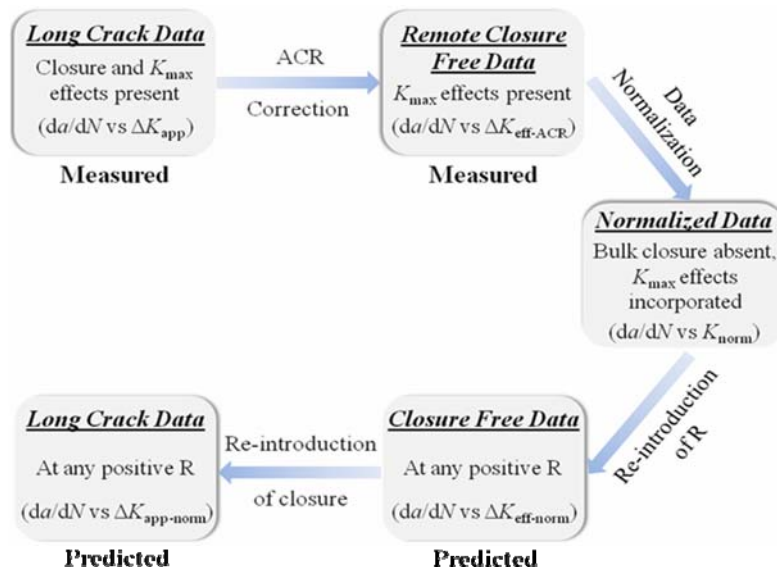 Long Crack Data
Closure and Kmax
effects present
(da/dN vs ΔKapp)
Measured
ACR
Correction
Remote Closure
Free Data
Kmax effects present
(da/dN vs ΔKeff-ACR)
Measured
Data
Normalization
Normalized Data
Bulk closure absent,
Kmax effects
incorporated
(da/dN vs Knorm)
Re-introduction
of R
Closure Free Data
At any positive R
(da/dN vs ΔKeff-norm)
Predicted
Re-introduction
of closure
Long Crack Data
At any positive R
(da/dN vs ΔKapp-norm)
Predicted